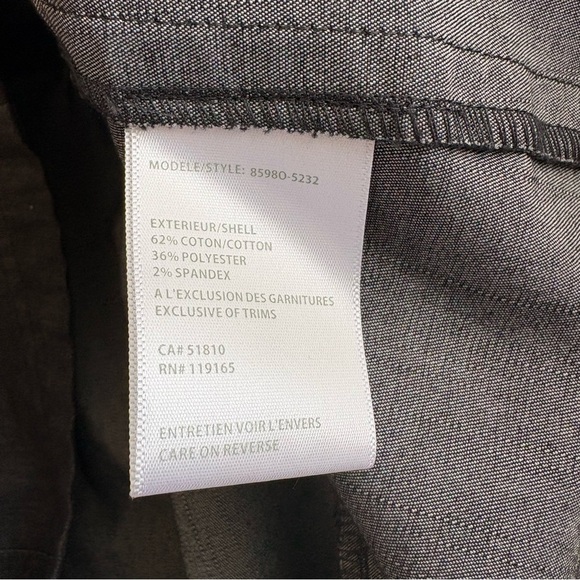 MODELE/STYLE: 8598O-5232
EXTERIEUR/SHELL
62% COTON/COTTON
36% POLYESTER
2% SPANDEX
A L'EXCLUSION DES GARNITURES
EXCLUSIVE OF TRIMS
CA# 51810
RN# 119165
ENTRETIEN VOIR L'ENVERS
CARE ON REVERSE